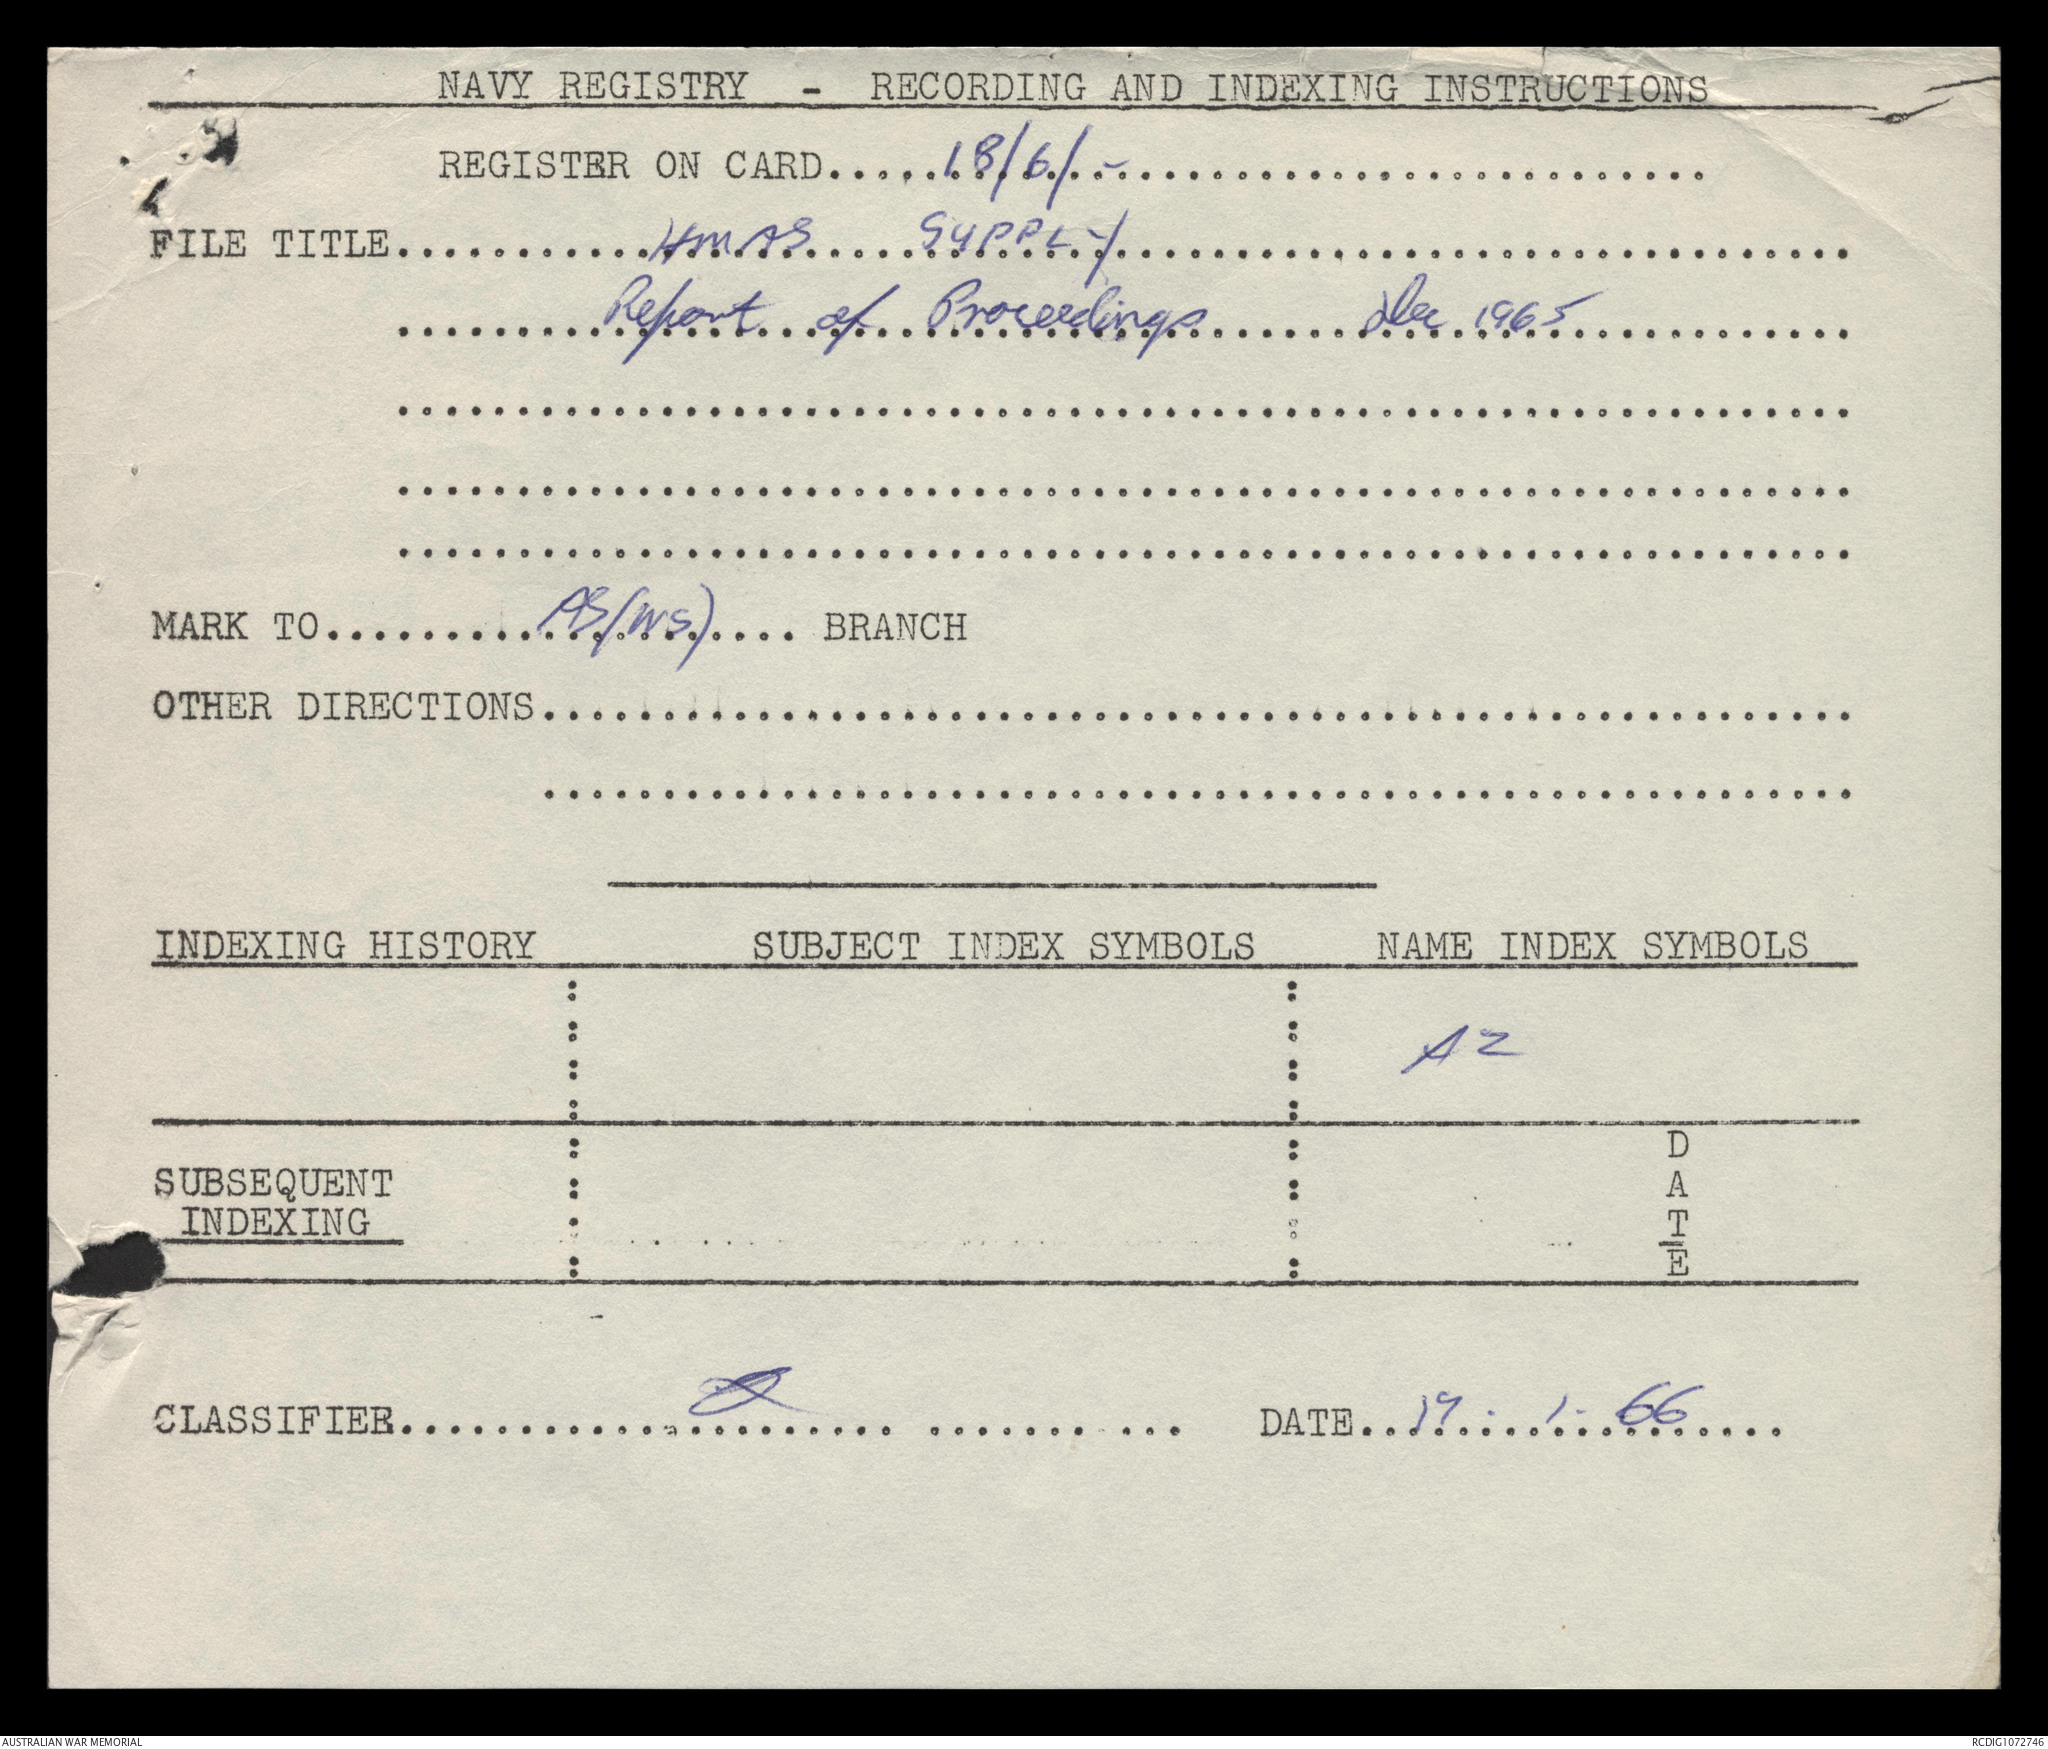 NAVY REGISTRY - RECORDING AND INDEXING INSTRUCTIONS
REGISTER ON CARD.....18/6/-
FILE TITLE..........HMAS SUPPLY
Report of Proceedings Dec 1965
MARK TO..........AS(WS).... BRANCH
OTHER DIRECTIONS
INDEXING HISTORY SUBJECT INDEX SYMBOLS NAME INDEX SYMBOLS
A2
SUBSEQUENT
INDEXING
DATE
CLASSIFIER.......... DATE.. . 1. 66
AUSTRALIAN WAR MEMORIAL
RCDIG1072746